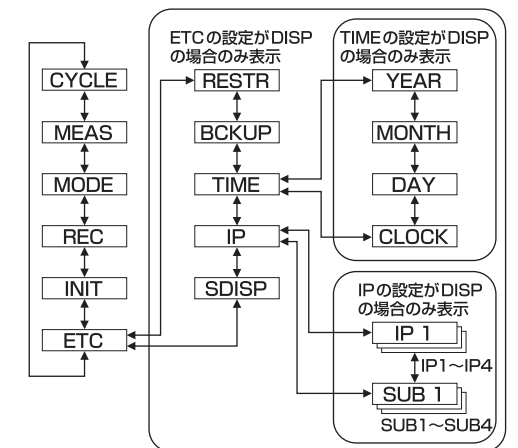 CYCLE
MEAS
MODE
REC
INIT
ETC
ETCの設定がDISP
の場合のみ表示
RESTR
BCKUP
TIME
IP
SDISP
TIMEの設定がDISP
の場合のみ表示
YEAR
MONTH
DAY
CLOCK
IPの設定がDISP
の場合のみ表示
IP 1
IP1～IP4
SUB 1
SUB1～SUB4